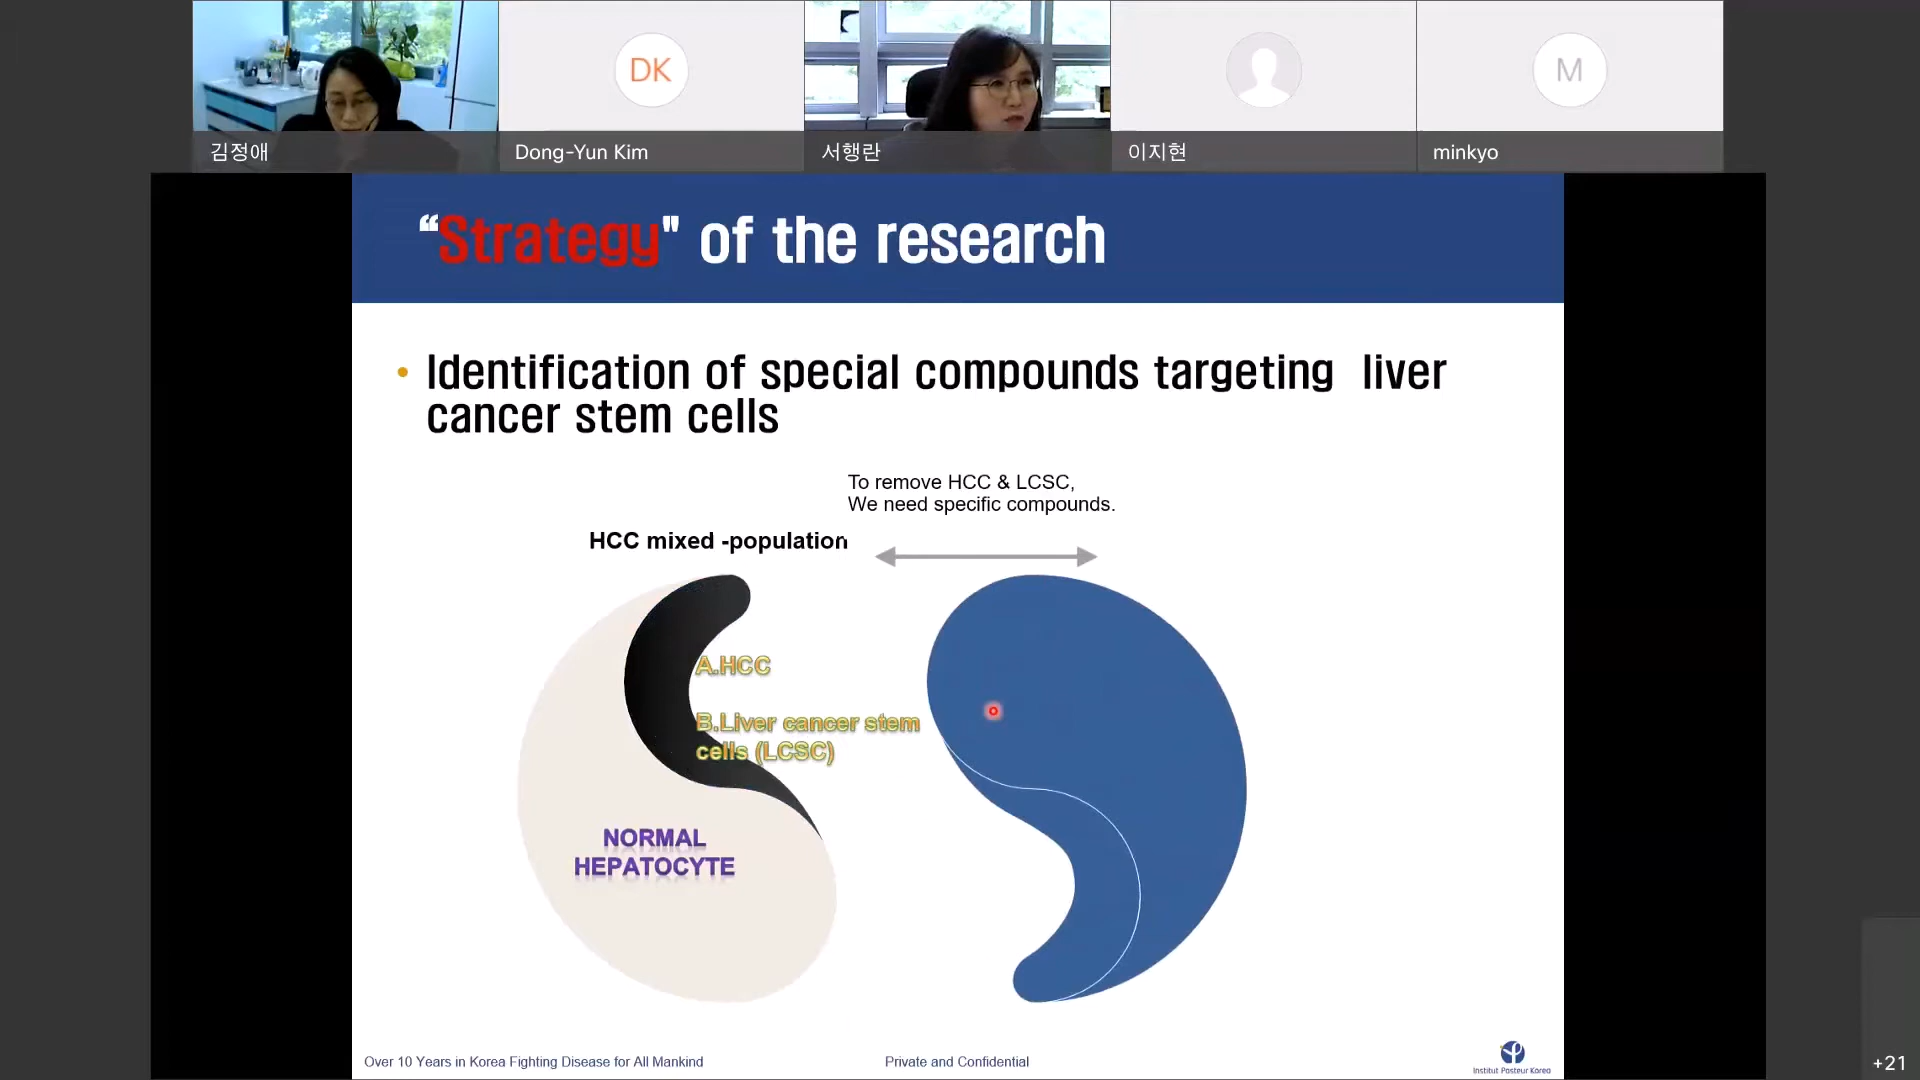 DK
M
김정애
Dong-Yun Kim
서행란
이지현
minkyo
“Strategy" of the research
• Identification of special compounds targeting liver
cancer stem cells
To remove HCC & LCSC,
We need specific compounds.
HCC mixed -population
A.HCC
B.Liver cancer stem
cells (LCSC)
NORMAL
HEPATOCYTE
Over 10 Years in Korea Fighting Disease for All Mankind
Private and Confidential
Institut Pasteur Korea
+21